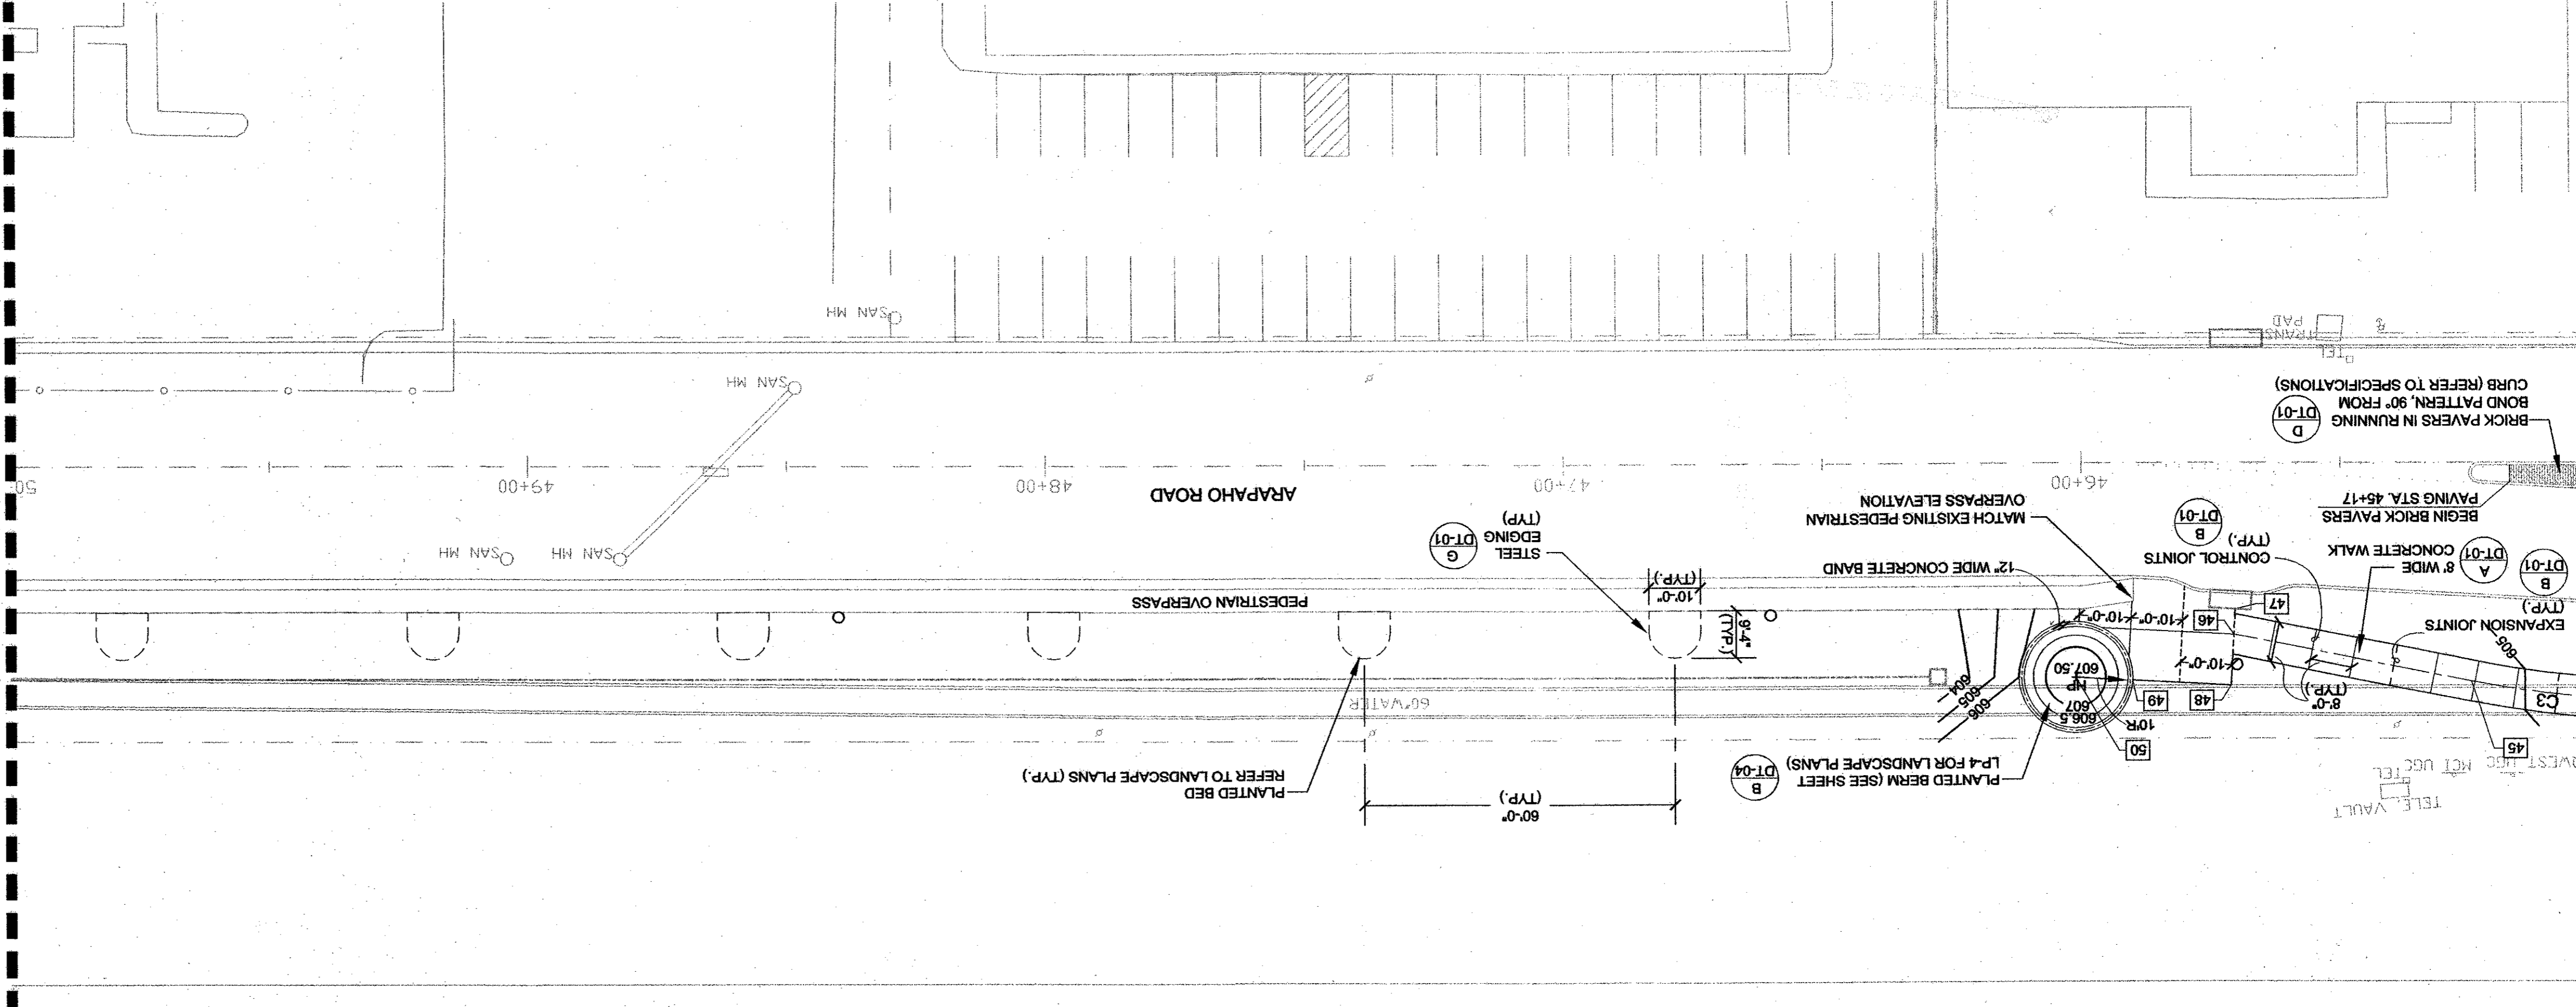 TELE. VAULT
TEL
WEST UGC MCI UGC
45
C3
605
8'-0"
(TYP.)
EXPANSION JOINTS
(TYP.)
B
DT-01
8' WIDE
CONCRETE WALK
A
DT-01
CONTROL JOINTS
(TYP.)
B
DT-01
BEGIN BRICK PAVERS
PAVING STA. 45+17
BRICK PAVERS IN RUNNING
BOND PATTERN, 90° FROM
CURB (REFER TO SPECIFICATIONS)
D
DT-01
46
47
48
49
50
10'R
10'-0"
10'-0"
10'-0"
PLANTED BERM (SEE SHEET
LP-4 FOR LANDSCAPE PLANS)
B
DT-04
606.5
607
NP
607.50
606
605
604
12" WIDE CONCRETE BAND
MATCH EXISTING PEDESTRIAN
OVERPASS ELEVATION
60'-0"
(TYP.)
9'-4"
(TYP.)
10'-0"
(TYP.)
STEEL
EDGING
(TYP)
G
DT-01
PLANTED BED
REFER TO LANDSCAPE PLANS (TYP.)
60"WATER
PEDESTRIAN OVERPASS
ARAPAHO ROAD
46+00
47+00
48+00
49+00
50
SAN MH
SAN MH
SAN MH
SAN MH
TEL
TRANS
PAD